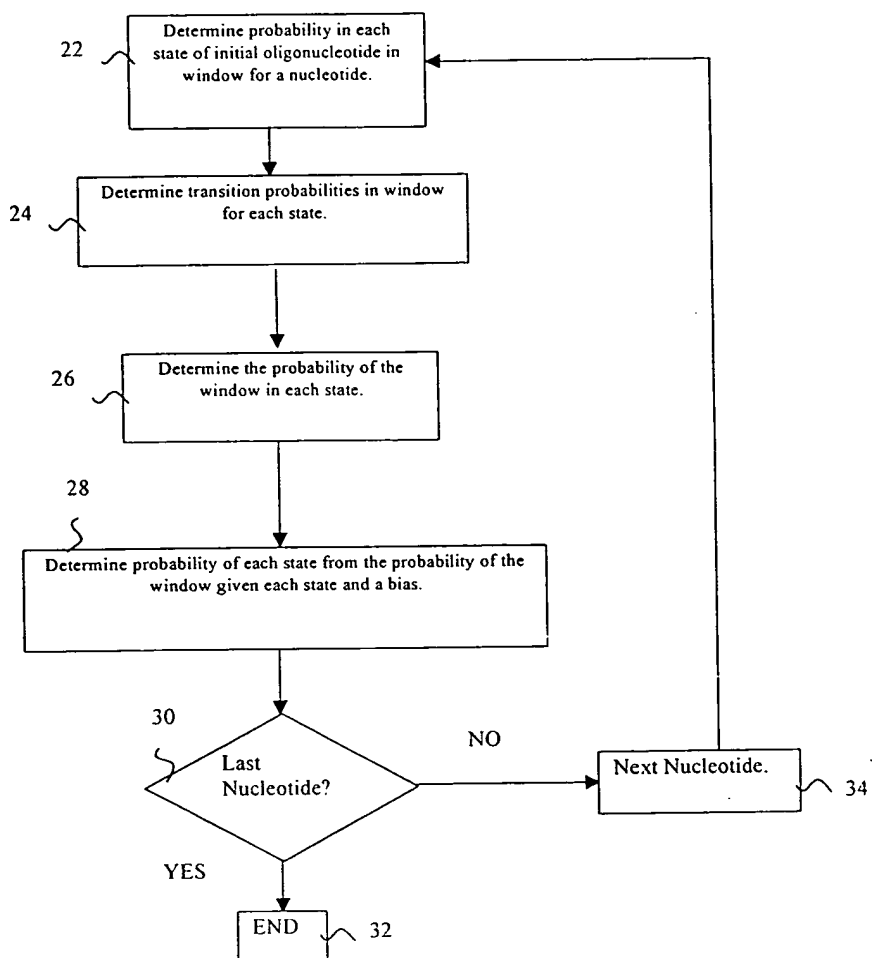 22
Determine probability in each
state of initial oligonucleotide in
window for a nucleotide.
24
Determine transition probabilities in window
for each state.
26
Determine the probability of the
window in each state.
28
Determine probability of each state from the probability of the
window given each state and a bias.
30
Last
Nucleotide?
NO
Next Nucleotide.
34
YES
END
32